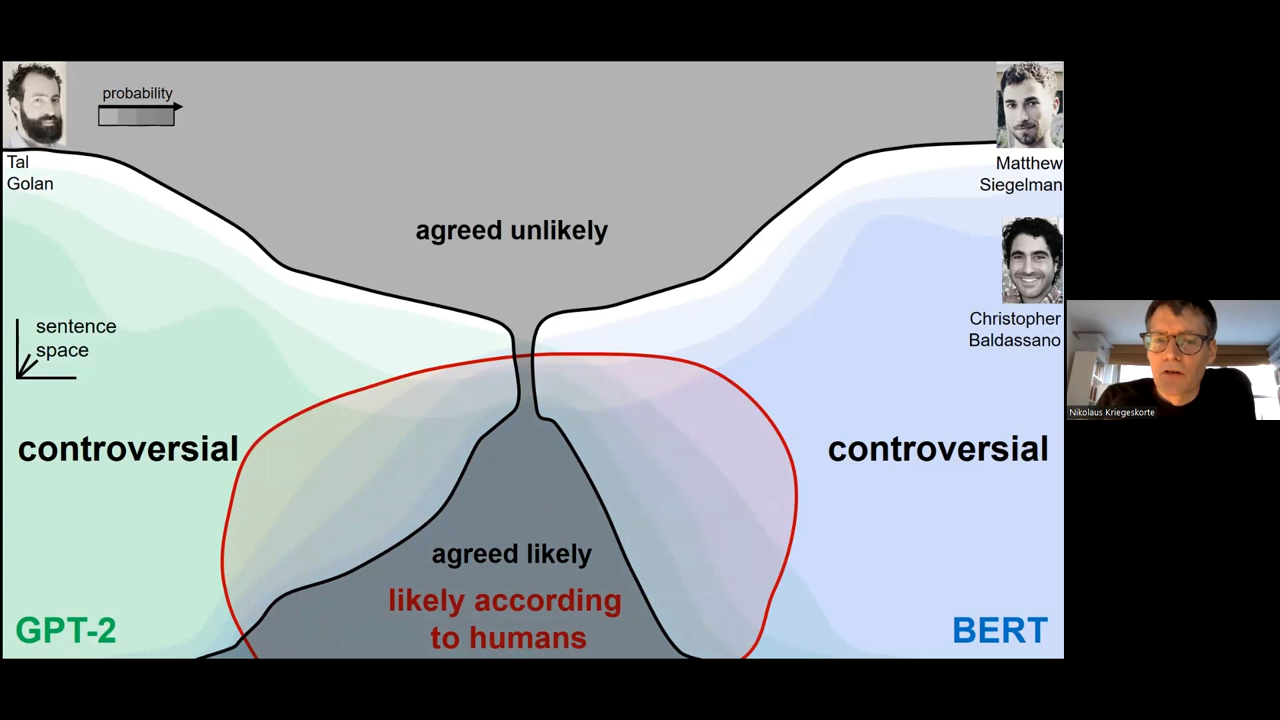 probability
Tal
Golan
Matthew
Siegelman
agreed unlikely
Christopher
Baldassano
sentence
space
Nikolaus Kriegeskorte
controversial
controversial
agreed likely
likely according
to humans
GPT-2
BERT